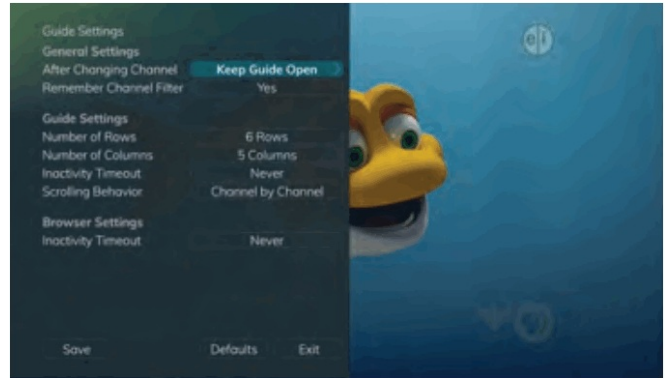 Guide Settings
General Settings
After Changing Channel Keep Guide Open
Remember Channel Filter Yes
Guide Settings
Number of Rows 6 Rows
Number of Columns 5 Columns
Inactivity Timeout Never
Scrolling Behavior Channel by Channel
Browser Settings
Inactivity Timeout Never
Save Defaults Exit
e/i